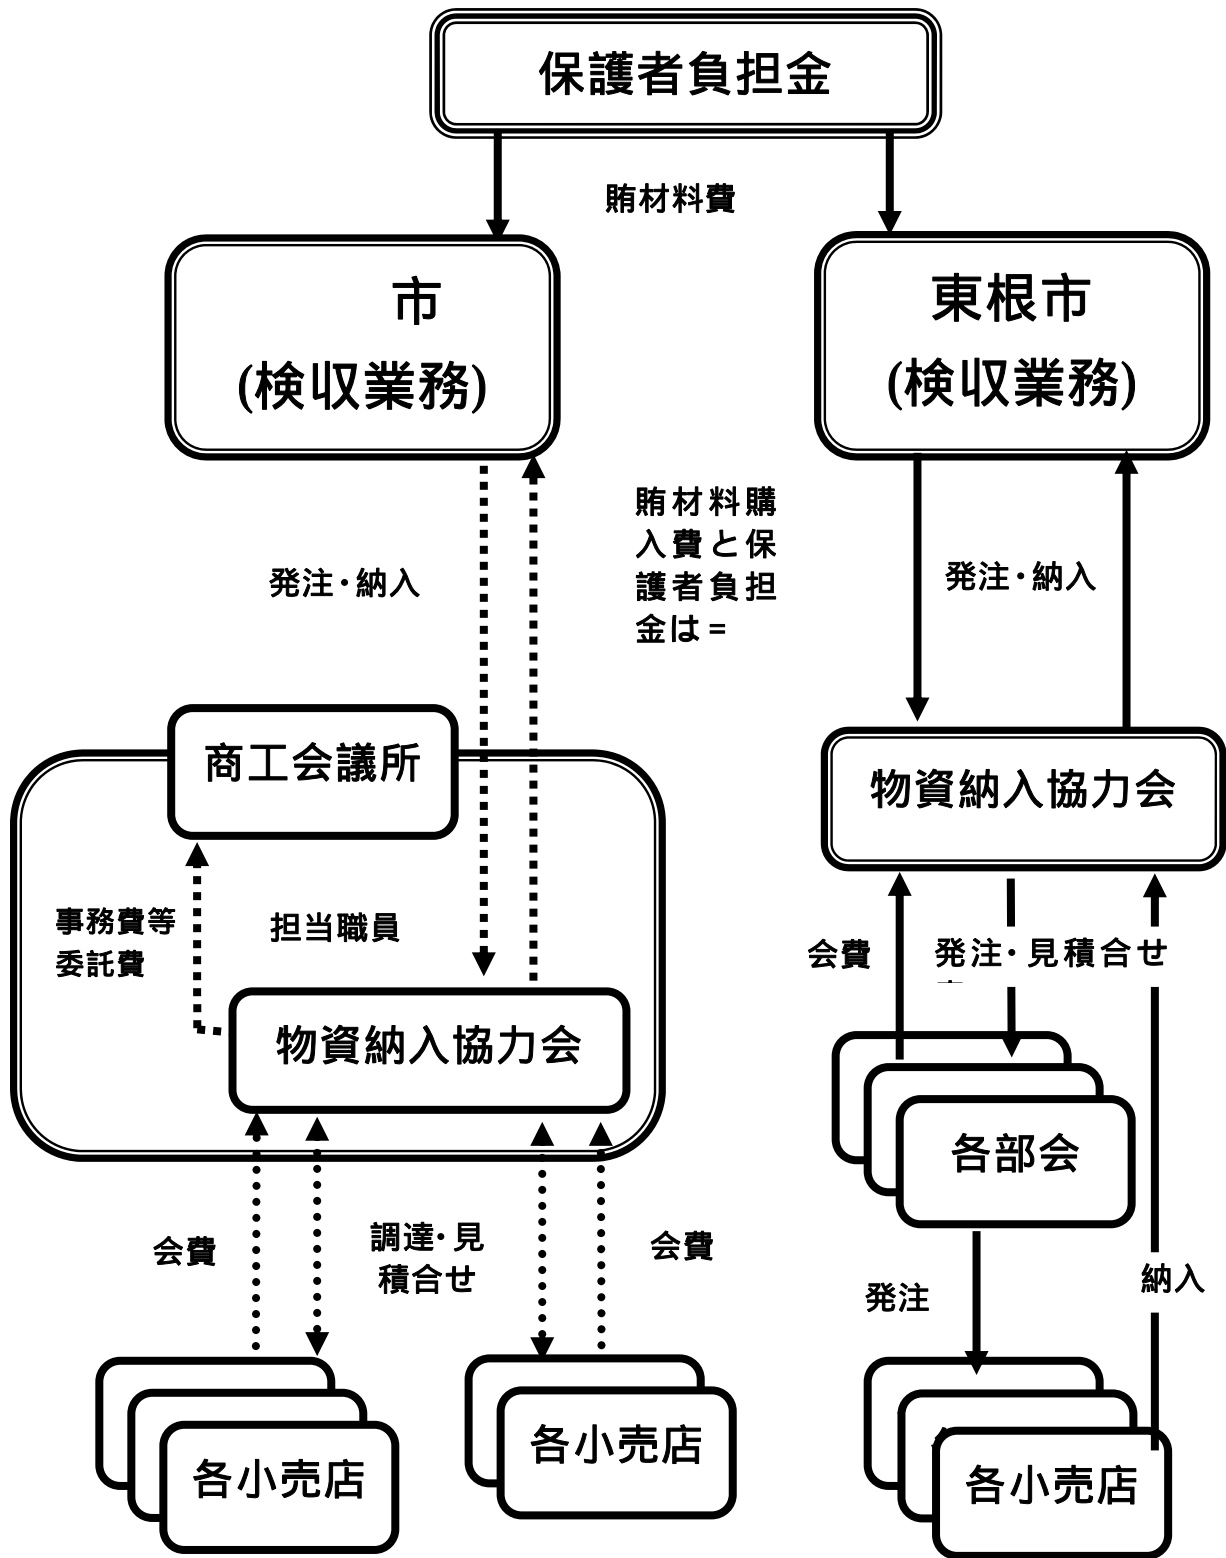 保護者負担金
賄材料費
市
(検収業務)
東根市
(検収業務)
賄材料購
入費と保
護者負担
金は=
発注・納入
発注・納入
商工会議所
物資納入協力会
事務費等
委託費
担当職員
会費
発注・見積合せ
物資納入協力会
各部会
会費
調達・見
積合せ
会費
発注
納入
各小売店
各小売店
各小売店